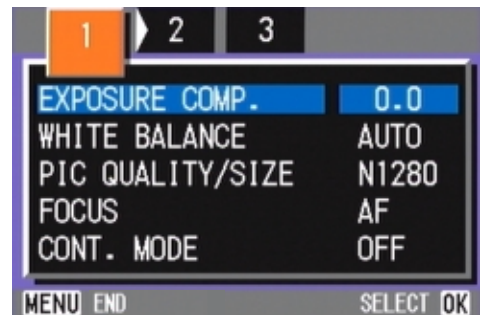 1 2 3
EXPOSURE COMP. 0.0
WHITE BALANCE AUTO
PIC QUALITY/SIZE N1280
FOCUS AF
CONT. MODE OFF
MENU END SELECT OK